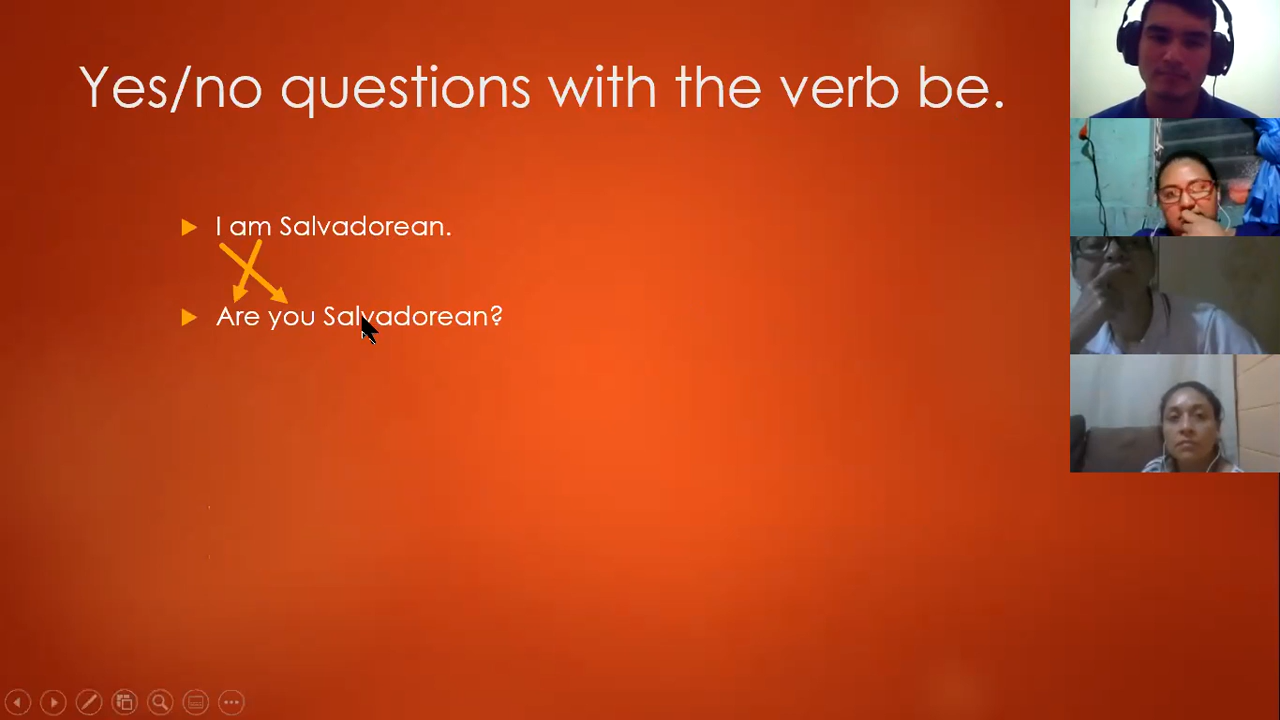 Yes/no questions with the verb be.
I am Salvadorean.
Are you Salvadorean?